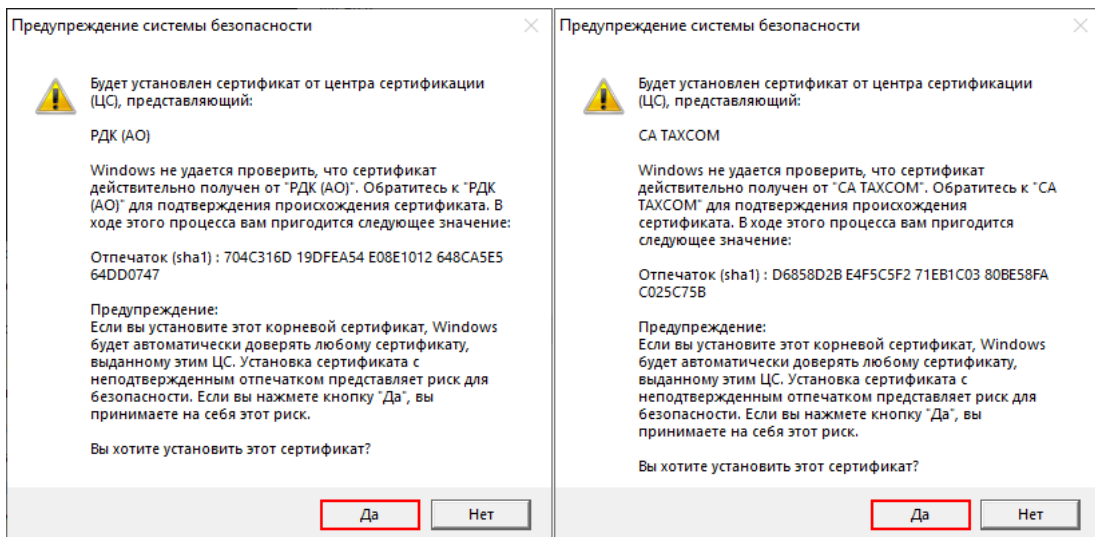 Предупреждение системы безопасности
Будет установлен сертификат от центра сертификации
(ЦС), представляющий:
РДК (АО)
Windows не удается проверить, что сертификат
действительно получен от "РДК (АО)". Обратитесь к "РДК
(АО)" для подтверждения происхождения сертификата. В
ходе этого процесса вам пригодится следующее значение:
Отпечаток (sha1) : 704C316D 19DFEA54 E08E1012 648CA5E5
64DD0747
Предупреждение:
Если вы установите этот корневой сертификат, Windows
будет автоматически доверять любому сертификату,
выданному этим ЦС. Установка сертификата с
неподтвержденным отпечатком представляет риск для
безопасности. Если вы нажмете кнопку "Да", вы
принимаете на себя этот риск.
Вы хотите установить этот сертификат?
Да
Нет
Предупреждение системы безопасности
Будет установлен сертификат от центра сертификации
(ЦС), представляющий:
CA TAXCOM
Windows не удается проверить, что сертификат
действительно получен от "CA TAXCOM". Обратитесь к "CA
TAXCOM" для подтверждения происхождения
сертификата. В ходе этого процесса вам пригодится
следующее значение:
Отпечаток (sha1) : D6858D2B E4F5C5F2 71EB1C03 80BE58FA
C025C75B
Предупреждение:
Если вы установите этот корневой сертификат, Windows
будет автоматически доверять любому сертификату,
выданному этим ЦС. Установка сертификата с
неподтвержденным отпечатком представляет риск для
безопасности. Если вы нажмете кнопку "Да", вы
принимаете на себя этот риск.
Вы хотите установить этот сертификат?
Да
Нет